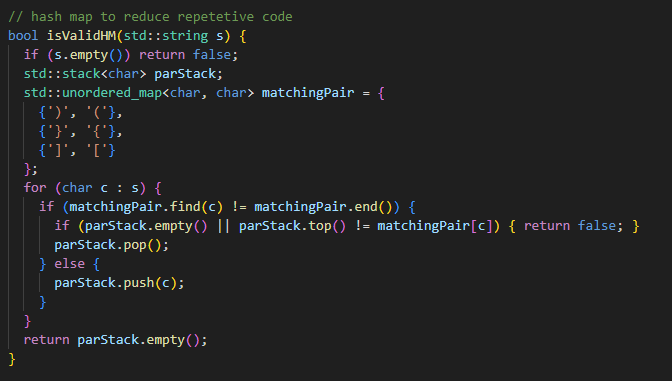 // hash map to reduce repetetive code
bool isValidHM(std::string s) {
  if (s.empty()) return false;
  std::stack<char> parStack;
  std::unordered_map<char, char> matchingPair = {
    {')', '('},
    {'}', '{'},
    {']', '['}
  };
  for (char c : s) {
    if (matchingPair.find(c) != matchingPair.end()) {
      if (parStack.empty() || parStack.top() != matchingPair[c]) { return false; }
      parStack.pop();
    } else {
      parStack.push(c);
    }
  }
  return parStack.empty();
}